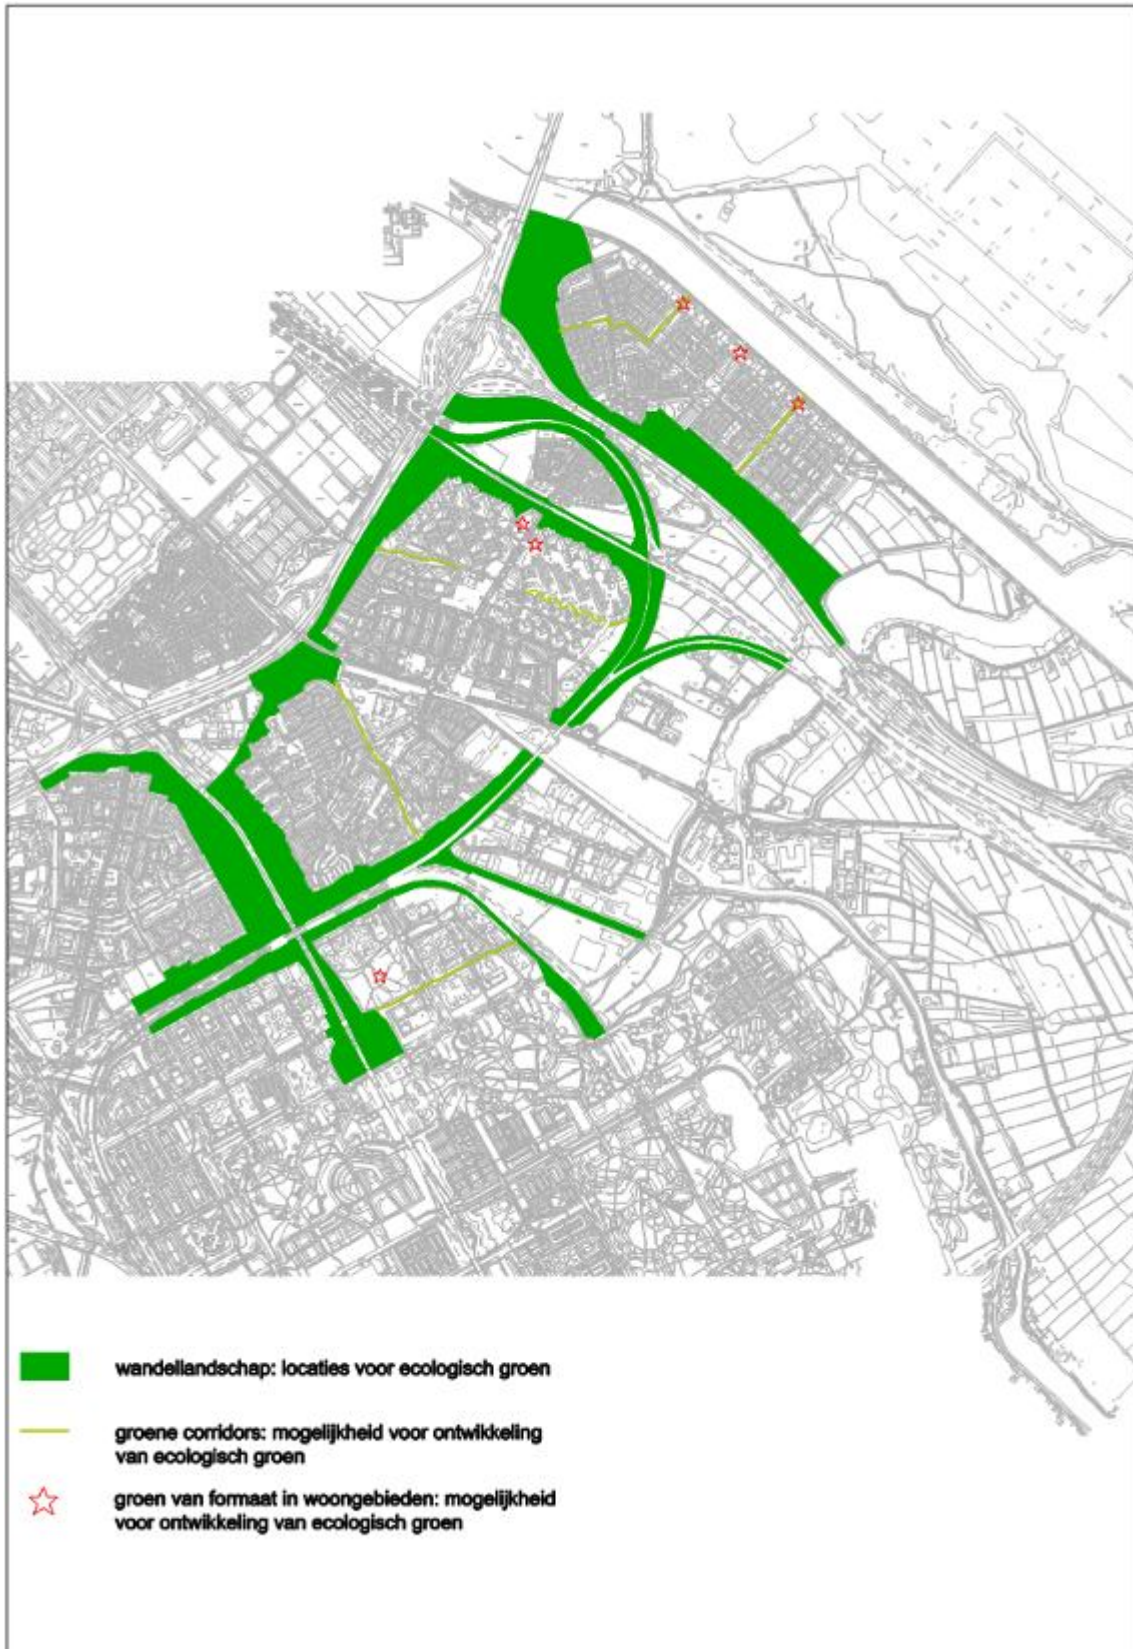 wandellandschap: locaties voor ecologisch groen
groene corridors: mogelijkheid voor ontwikkeling
van ecologisch groen
groen van formaat in woongebieden: mogelijkheid
voor ontwikkeling van ecologisch groen